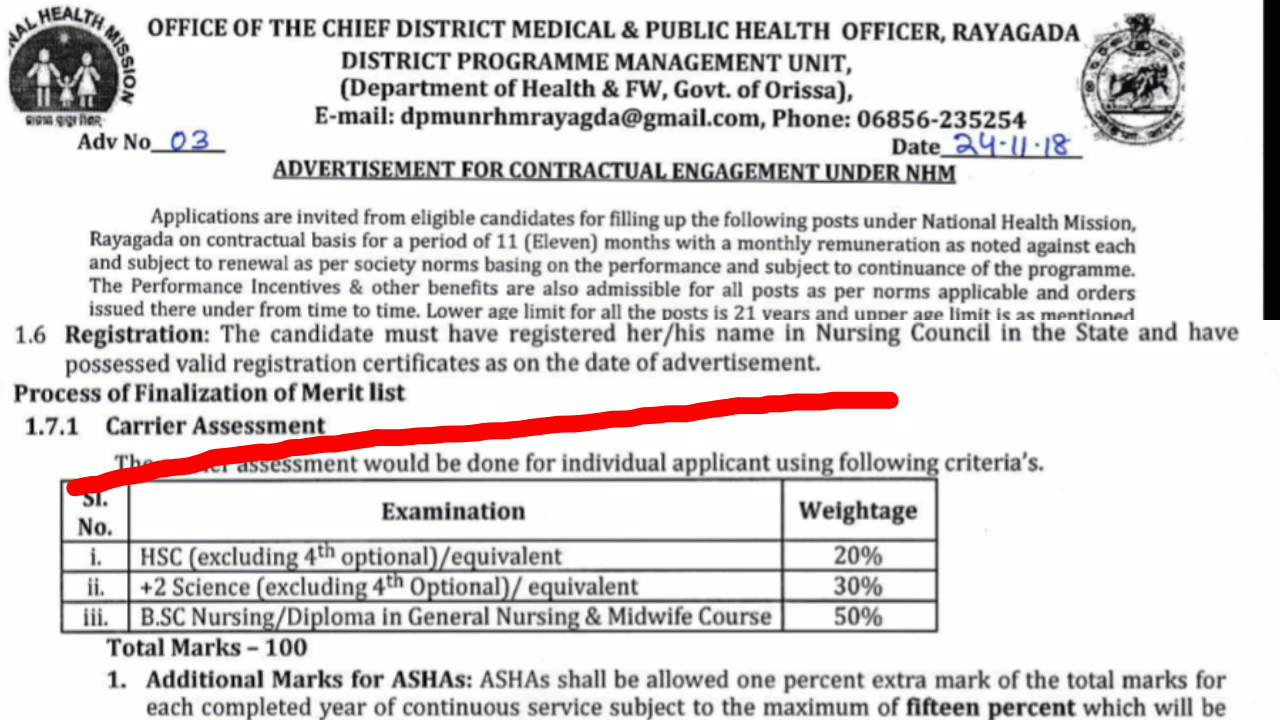 NAL HEALTH MISSION
OFFICE OF THE CHIEF DISTRICT MEDICAL & PUBLIC HEALTH OFFICER, RAYAGADA
DISTRICT PROGRAMME MANAGEMENT UNIT,
(Department of Health & FW, Govt. of Orissa),
E-mail: dpmunrhmrayagda@gmail.com, Phone: 06856-235254
Adv No 03
Date 24-11-18
ADVERTISEMENT FOR CONTRACTUAL ENGAGEMENT UNDER NHM
Applications are invited from eligible candidates for filling up the following posts under National Health Mission,
Rayagada on contractual basis for a period of 11 (Eleven) months with a monthly remuneration as noted against each
and subject to renewal as per society norms basing on the performance and subject to continuance of the programme.
The Performance Incentives & other benefits are also admissible for all posts as per norms applicable and orders
issued there under from time to time. Lower age limit for all the posts is 21 years and upper age limit is as mentioned
1.6 Registration: The candidate must have registered her/his name in Nursing Council in the State and have
possessed valid registration certificates as on the date of advertisement.
Process of Finalization of Merit list
1.7.1 Carrier Assessment
The assessment would be done for individual applicant using following criteria's.
Sl. No. Examination Weightage
i. HSC (excluding 4th optional)/equivalent 20%
ii. +2 Science (excluding 4th Optional)/ equivalent 30%
iii. B.SC Nursing/Diploma in General Nursing & Midwife Course 50%
Total Marks – 100
1. Additional Marks for ASHAs: ASHAs shall be allowed one percent extra mark of the total marks for
each completed year of continuous service subject to the maximum of fifteen percent which will be